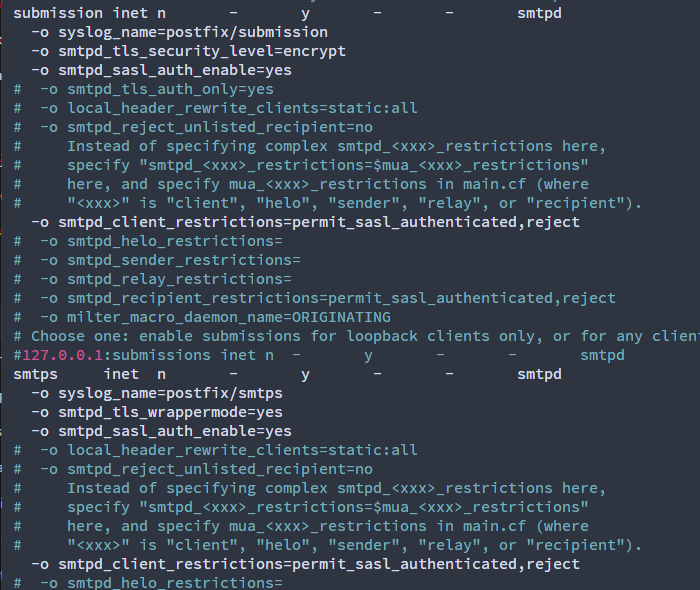 submission inet n       -       y       -       -       smtpd
  -o syslog_name=postfix/submission
  -o smtpd_tls_security_level=encrypt
  -o smtpd_sasl_auth_enable=yes
#  -o smtpd_tls_auth_only=yes
#  -o local_header_rewrite_clients=static:all
#  -o smtpd_reject_unlisted_recipient=no
#     Instead of specifying complex smtpd_<xxx>_restrictions here,
#     specify "smtpd_<xxx>_restrictions=$mua_<xxx>_restrictions"
#     here, and specify mua_<xxx>_restrictions in main.cf (where
#     "<xxx>" is "client", "helo", "sender", "relay", or "recipient").
  -o smtpd_client_restrictions=permit_sasl_authenticated,reject
#  -o smtpd_helo_restrictions=
#  -o smtpd_sender_restrictions=
#  -o smtpd_relay_restrictions=
#  -o smtpd_recipient_restrictions=permit_sasl_authenticated,reject
#  -o milter_macro_daemon_name=ORIGINATING
# Choose one: enable submissions for loopback clients only, or for any client
#127.0.0.1:submissions inet n  -       y       -       -       smtpd
smtps     inet  n       -       y       -       -       smtpd
  -o syslog_name=postfix/smtps
  -o smtpd_tls_wrappermode=yes
  -o smtpd_sasl_auth_enable=yes
#  -o local_header_rewrite_clients=static:all
#  -o smtpd_reject_unlisted_recipient=no
#     Instead of specifying complex smtpd_<xxx>_restrictions here,
#     specify "smtpd_<xxx>_restrictions=$mua_<xxx>_restrictions"
#     here, and specify mua_<xxx>_restrictions in main.cf (where
#     "<xxx>" is "client", "helo", "sender", "relay", or "recipient").
  -o smtpd_client_restrictions=permit_sasl_authenticated,reject
#  -o smtpd_helo_restrictions=